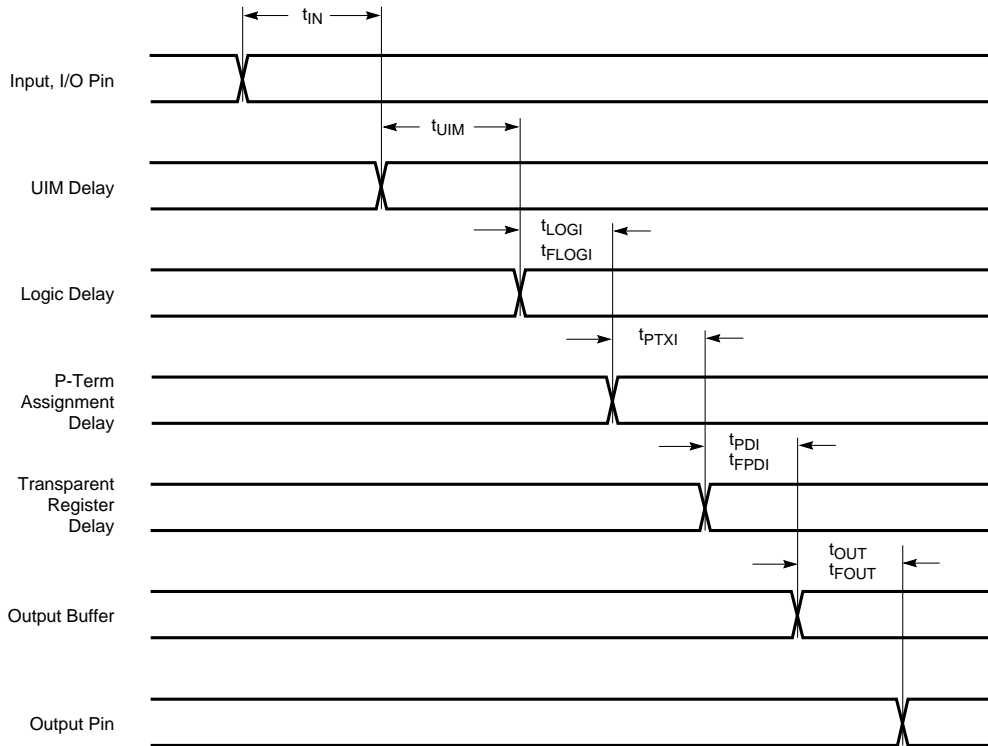 tIN
Input, I/O Pin
tUIM
UIM Delay
tLOGI
tFLOGI
Logic Delay
tPTXI
P-Term
Assignment
Delay
tPDI
tFPDI
Transparent
Register
Delay
tOUT
tFOUT
Output Buffer
Output Pin